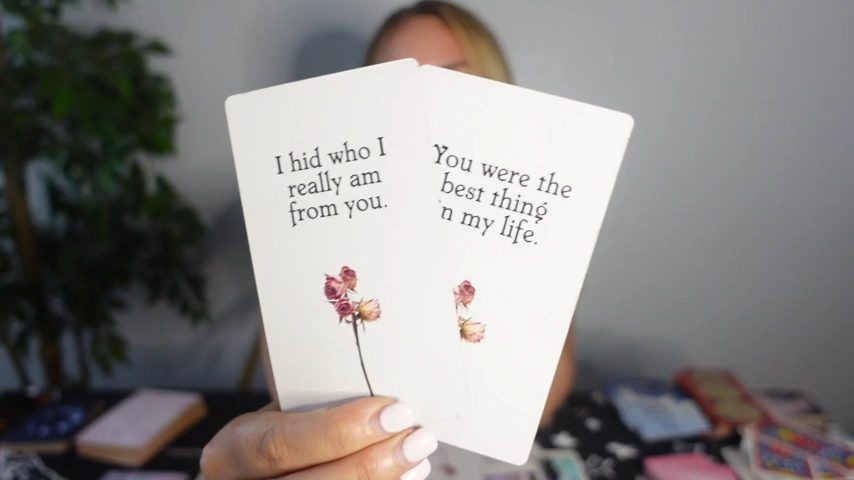 I hid who I
really am
from you.
You were the
best thing
n my life.